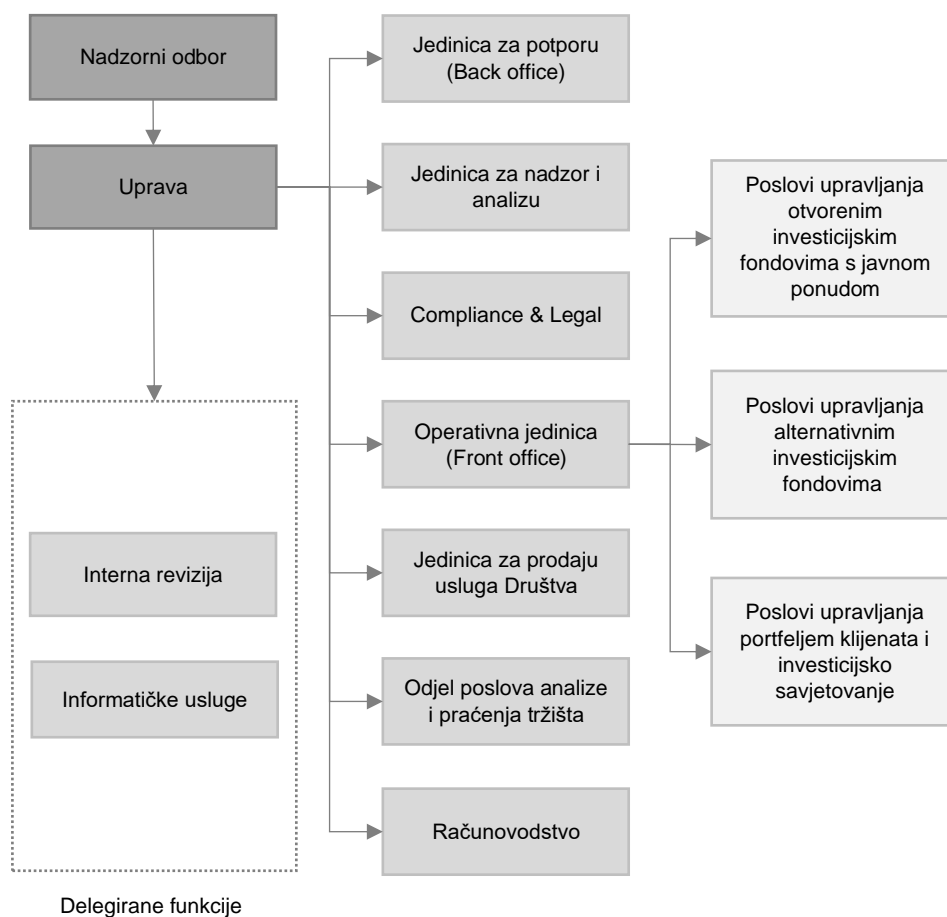 Nadzorni odbor
Uprava
Interna revizija
Informatičke usluge
Delegirane funkcije
Jedinica za potporu
(Back office)
Jedinica za nadzor i
analizu
Compliance & Legal
Operativna jedinica
(Front office)
Jedinica za prodaju
usluga Društva
Odjel poslova analize
i praćenja tržišta
Računovodstvo
Poslovi upravljanja
otvorenim
investicijskim
fondovima s javnom
ponudom
Poslovi upravljanja
alternativnim
investicijskim
fondovima
Poslovi upravljanja
portfeljem klijenata i
investicijsko
savjetovanje